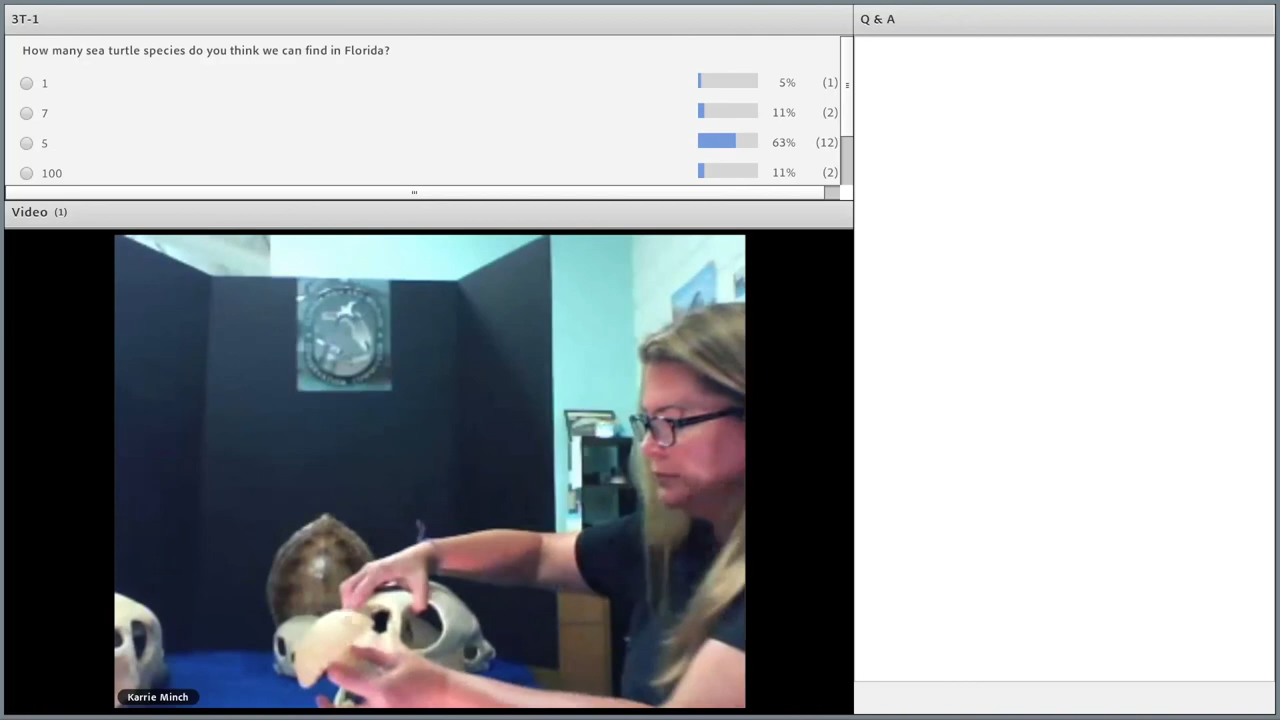 3T-1
How many sea turtle species do you think we can find in Florida?
1 5% (1)
7 11% (2)
5 63% (12)
100 11% (2)
Video (1)
Karrie Minch
Q & A